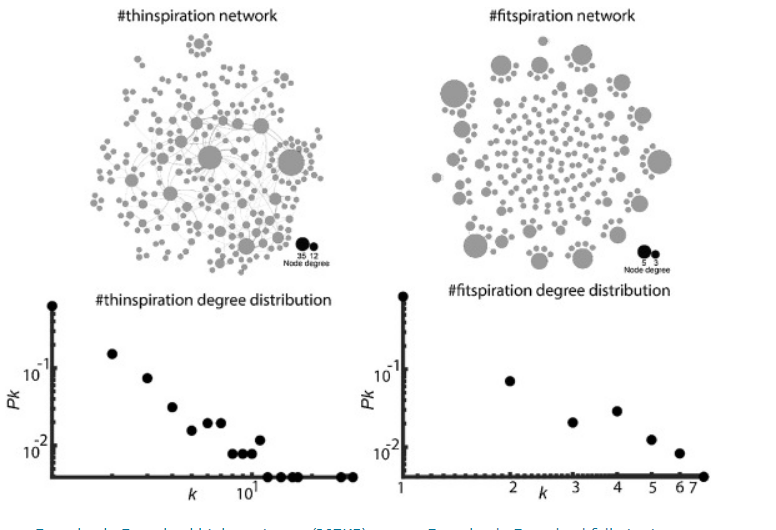 #thinspiration network
#fitspiration network
35 12
Node degree
5 3
Node degree
#thinspiration degree distribution
#fitspiration degree distribution
10-1
10-2
Pk
k
101
10-1
10-2
Pk
1 2 3 4 5 6 7
k